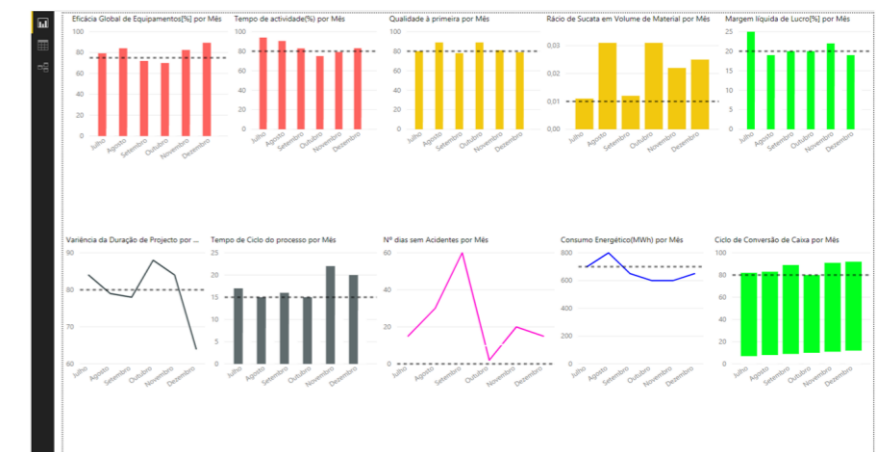 Eficácia Global de Equipamentos[%] por Mês
100
80
60
40
20
0
Julho
Agosto
Setembro
Outubro
Novembro
Dezembro
Tempo de actividade(%) por Mês
100
80
60
40
20
0
Julho
Agosto
Setembro
Outubro
Novembro
Dezembro
Qualidade à primeira por Mês
100
80
60
40
20
0
Julho
Agosto
Setembro
Outubro
Novembro
Dezembro
Rácio de Sucata em Volume de Material por Mês
0,03
0,02
0,01
0,00
Julho
Agosto
Setembro
Outubro
Novembro
Dezembro
Margem líquida de Lucro[%] por Mês
25
20
15
10
5
0
Julho
Agosto
Setembro
Outubro
Novembro
Dezembro
Variência da Duração de Projecto por ...
90
80
70
60
Julho
Agosto
Setembro
Outubro
Novembro
Dezembro
Tempo de Ciclo do processo por Mês
25
20
15
10
5
0
Julho
Agosto
Setembro
Outubro
Novembro
Dezembro
Nº dias sem Acidentes por Mês
60
40
20
0
Julho
Agosto
Setembro
Outubro
Novembro
Dezembro
Consumo Energético(MWh) por Mês
800
600
400
200
0
Julho
Agosto
Setembro
Outubro
Novembro
Dezembro
Ciclo de Conversão de Caixa por Mês
100
80
60
40
20
0
Julho
Agosto
Setembro
Outubro
Novembro
Dezembro